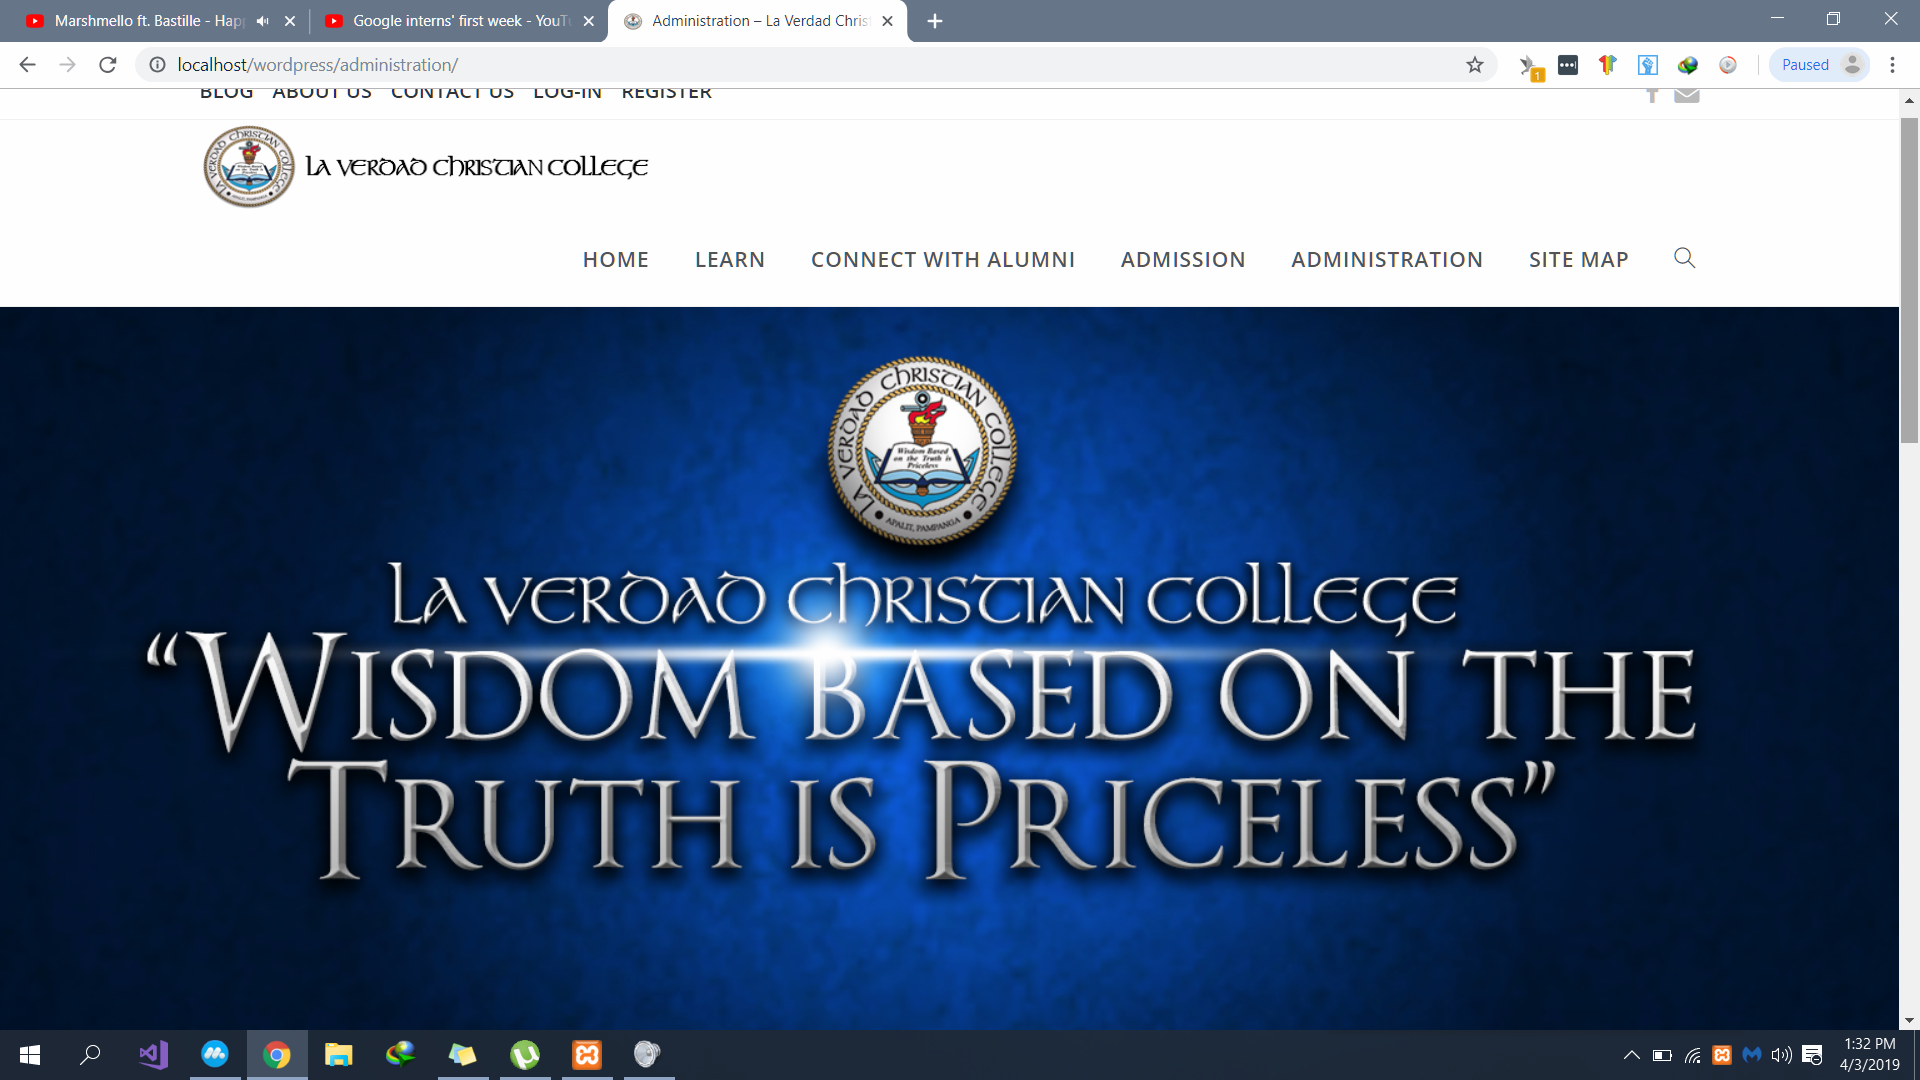 Marshmello ft. Bastille - Hap
Google interns' first week - YouTu
Administration – La Verdad Chris
localhost/wordpress/administration/
Paused
1
BLOG ABOUT US CONTACT US LOG-IN REGISTER
LA VERDAD CHRISTIAN COLLEGE
HOME LEARN CONNECT WITH ALUMNI ADMISSION ADMINISTRATION SITE MAP
LA VERDAD CHRISTIAN COLLEGE
Wisdom Based
on the Truth is
Priceless
APALIT, PAMPANGA
LA VERDAD CHRISTIAN COLLEGE
“WISDOM BASED ON THE
TRUTH IS PRICELESS”
1:32 PM
4/3/2019